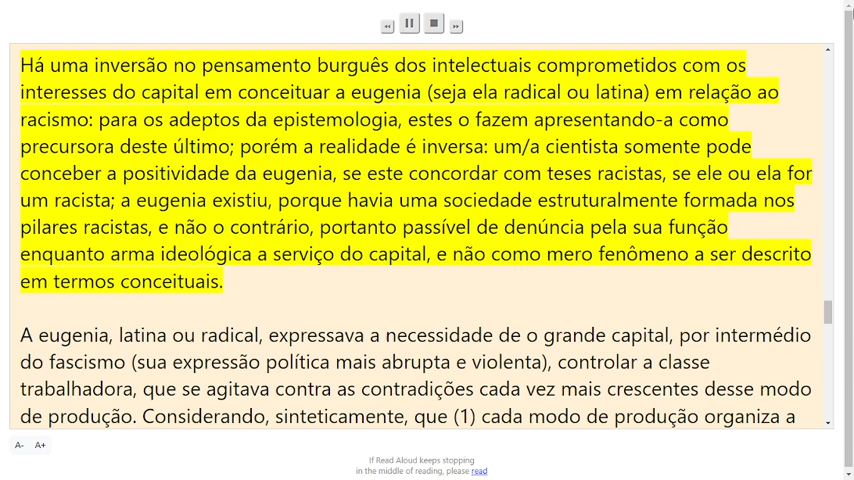 Há uma inversão no pensamento burguês dos intelectuais comprometidos com os
interesses do capital em conceituar a eugenia (seja ela radical ou latina) em relação ao
racismo: para os adeptos da epistemologia, estes o fazem apresentando-a como
precursora deste último; porém a realidade é inversa: um/a cientista somente pode
conceber a positividade da eugenia, se este concordar com teses racistas, se ele ou ela for
um racista; a eugenia existiu, porque havia uma sociedade estruturalmente formada nos
pilares racistas, e não o contrário, portanto passível de denúncia pela sua função
enquanto arma ideológica a serviço do capital, e não como mero fenômeno a ser descrito
em termos conceituais.
A eugenia, latina ou radical, expressava a necessidade de o grande capital, por intermédio
do fascismo (sua expressão política mais abrupta e violenta), controlar a classe
trabalhadora, que se agitava contra as contradições cada vez mais crescentes desse modo
de produção. Considerando, sinteticamente, que (1) cada modo de produção organiza a
A- A+
If Read Aloud keeps stopping
in the middle of reading, please read